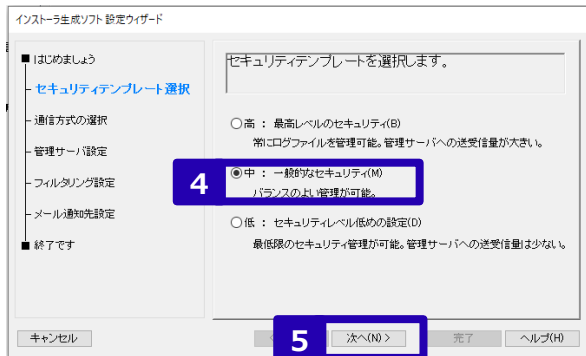 インストーラ生成ソフト 設定ウィザード
■ はじめましょう
セキュリティテンプレート選択
通信方式の選択
管理サーバ設定
フィルタリング設定
メール通知先設定
■ 終了です
セキュリティテンプレートを選択します。
高 : 最高レベルのセキュリティ(B)
常にログファイルを管理可能。管理サーバへの送受信量が大きい。
4
中 : 一般的なセキュリティ(M)
バランスのよい管理が可能。
低 : セキュリティレベル低めの設定(D)
最低限のセキュリティ管理が可能。管理サーバへの送受信量は少ない。
キャンセル
5
次へ(N) >
完了
ヘルプ(H)